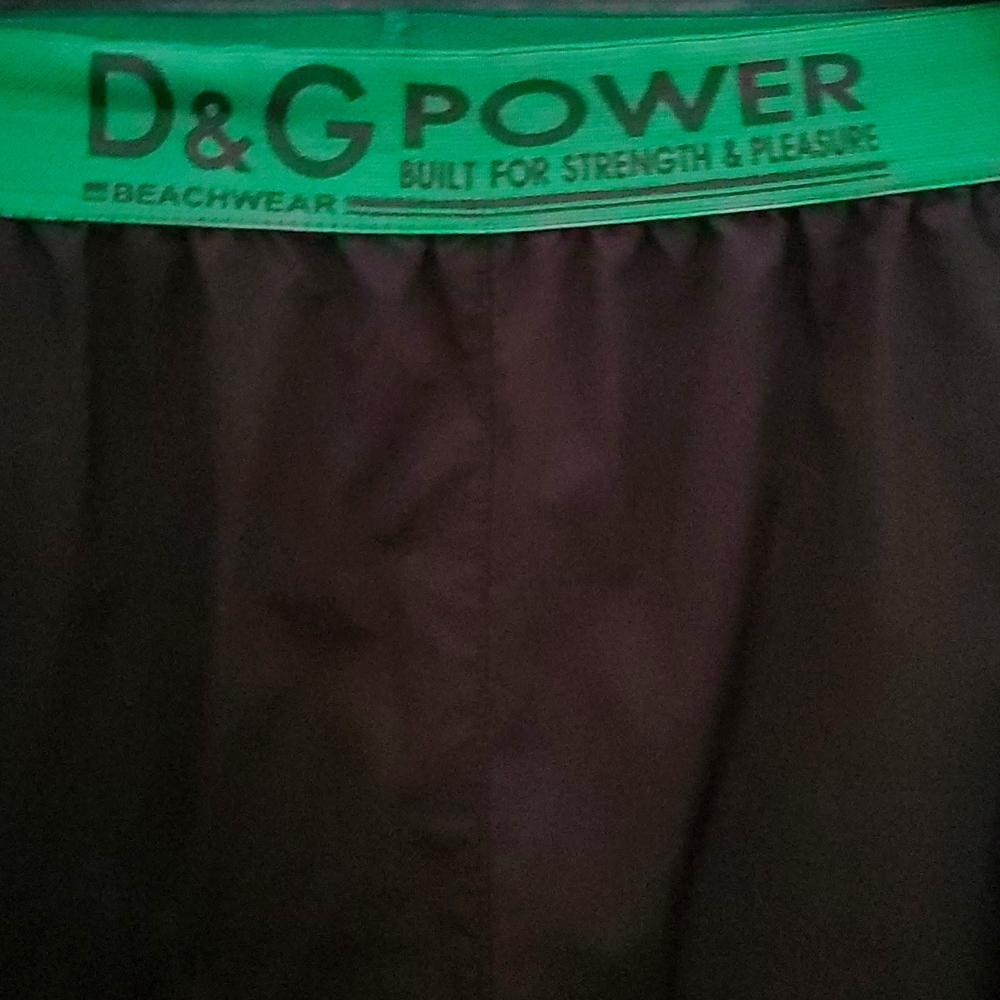 D&G POWER
BUILT FOR STRENGTH & PLEASURE
BEACHWEAR